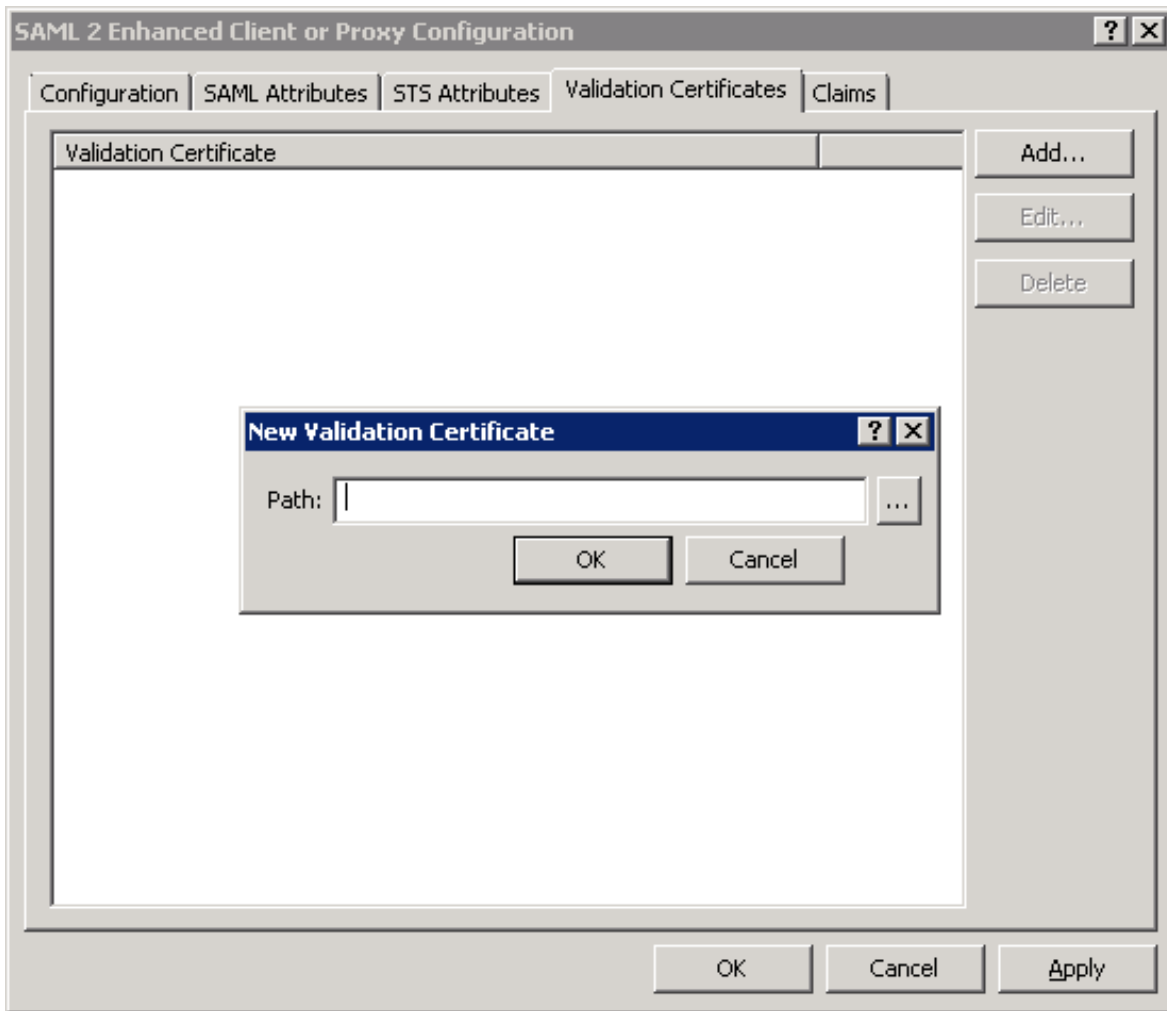 SAML 2 Enhanced Client or Proxy Configuration
Configuration SAML Attributes STS Attributes Validation Certificates Claims
Validation Certificate
Add...
Edit...
Delete
New Validation Certificate
Path: ...
OK Cancel
OK Cancel Apply